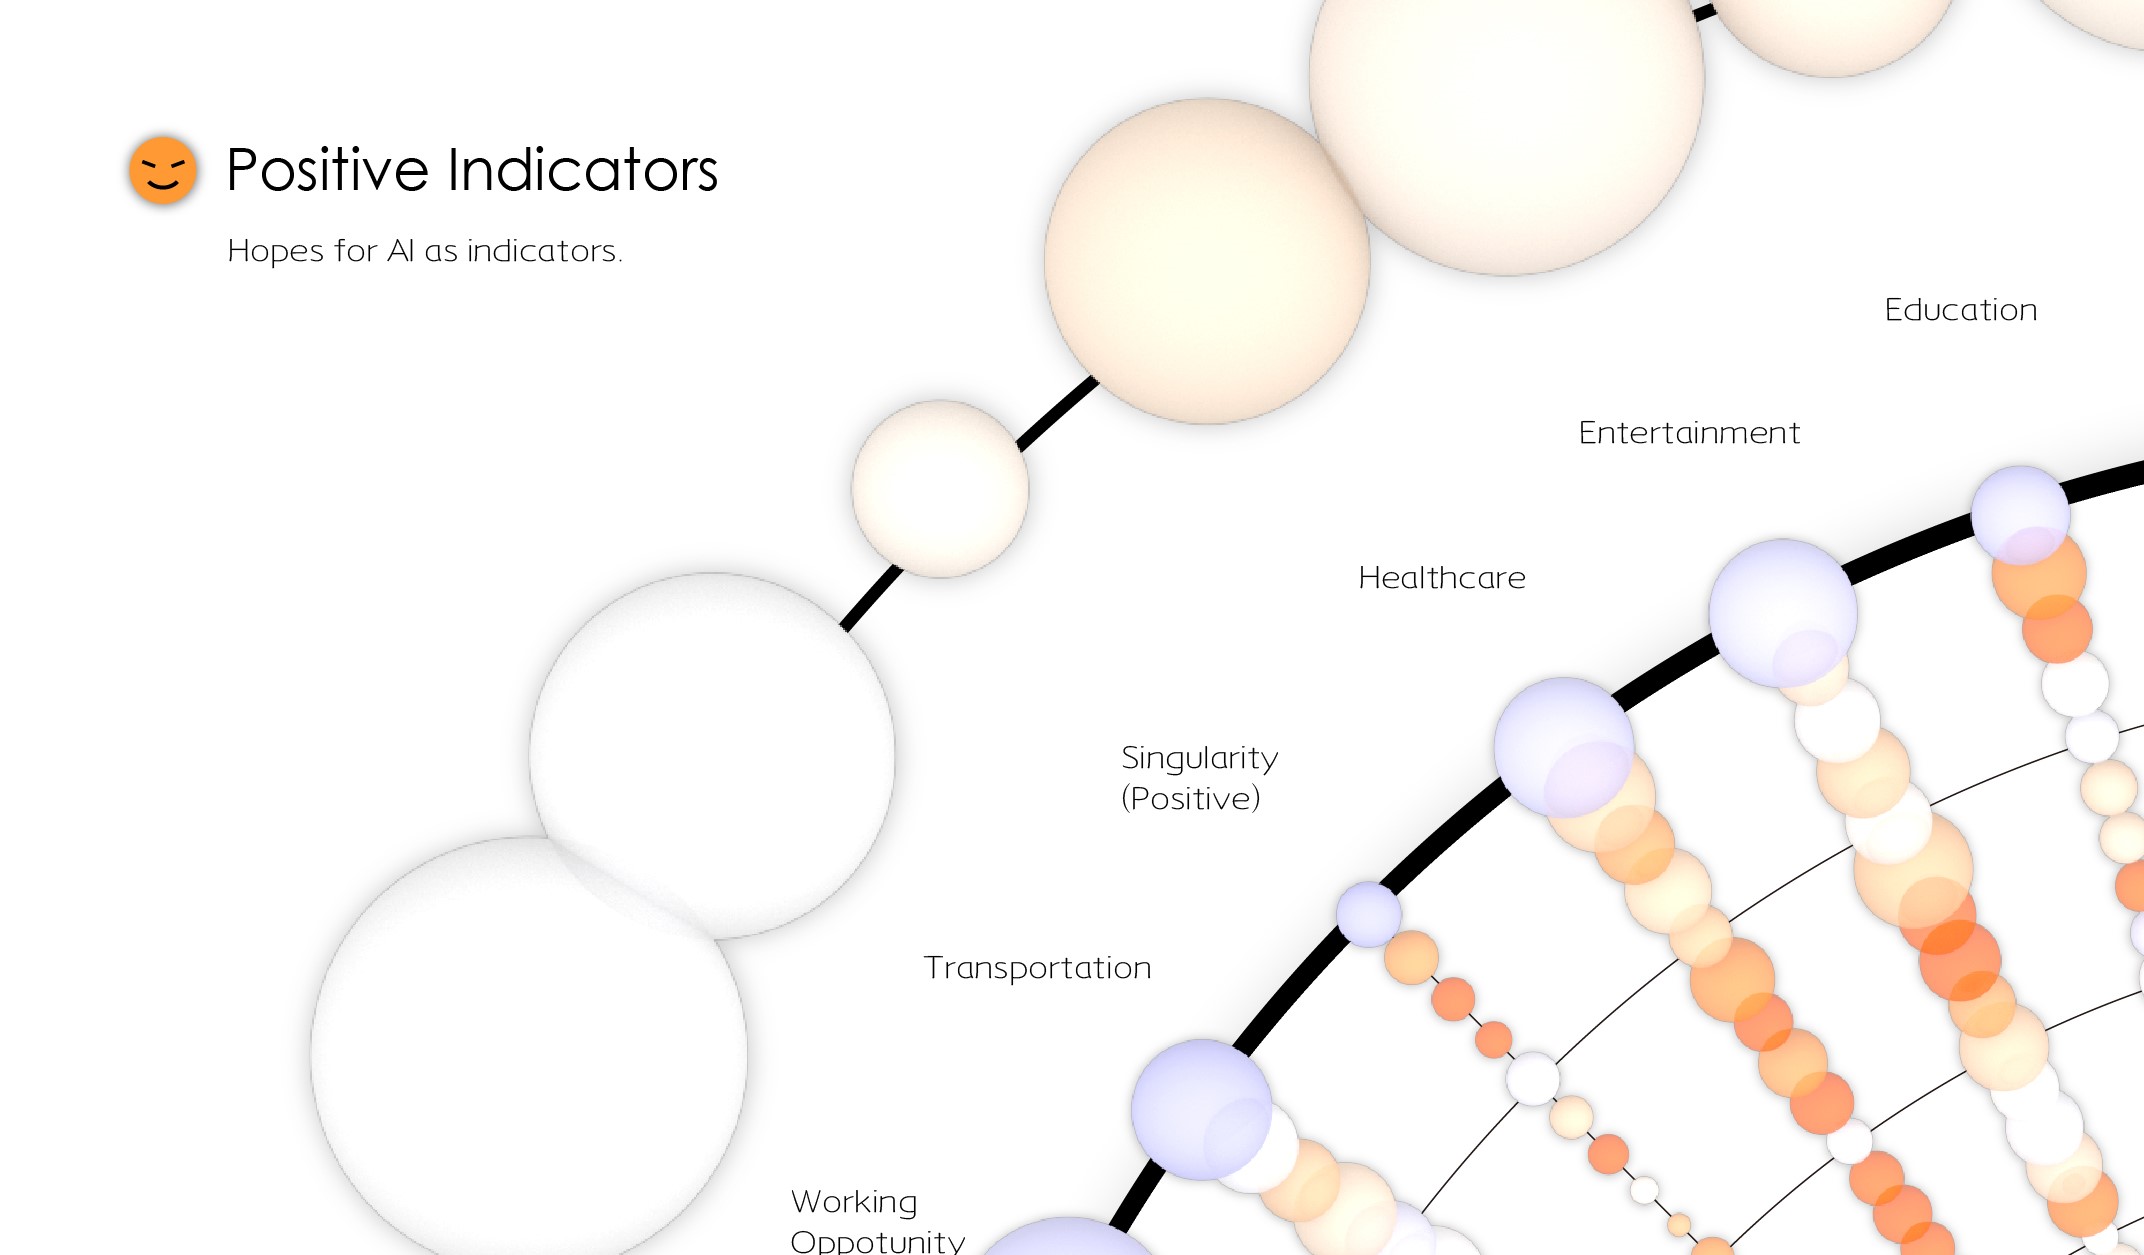 Positive Indicators
Hopes for AI as indicators.
Education
Entertainment
Healthcare
Singularity
(Positive)
Transportation
Working
Oppotunity